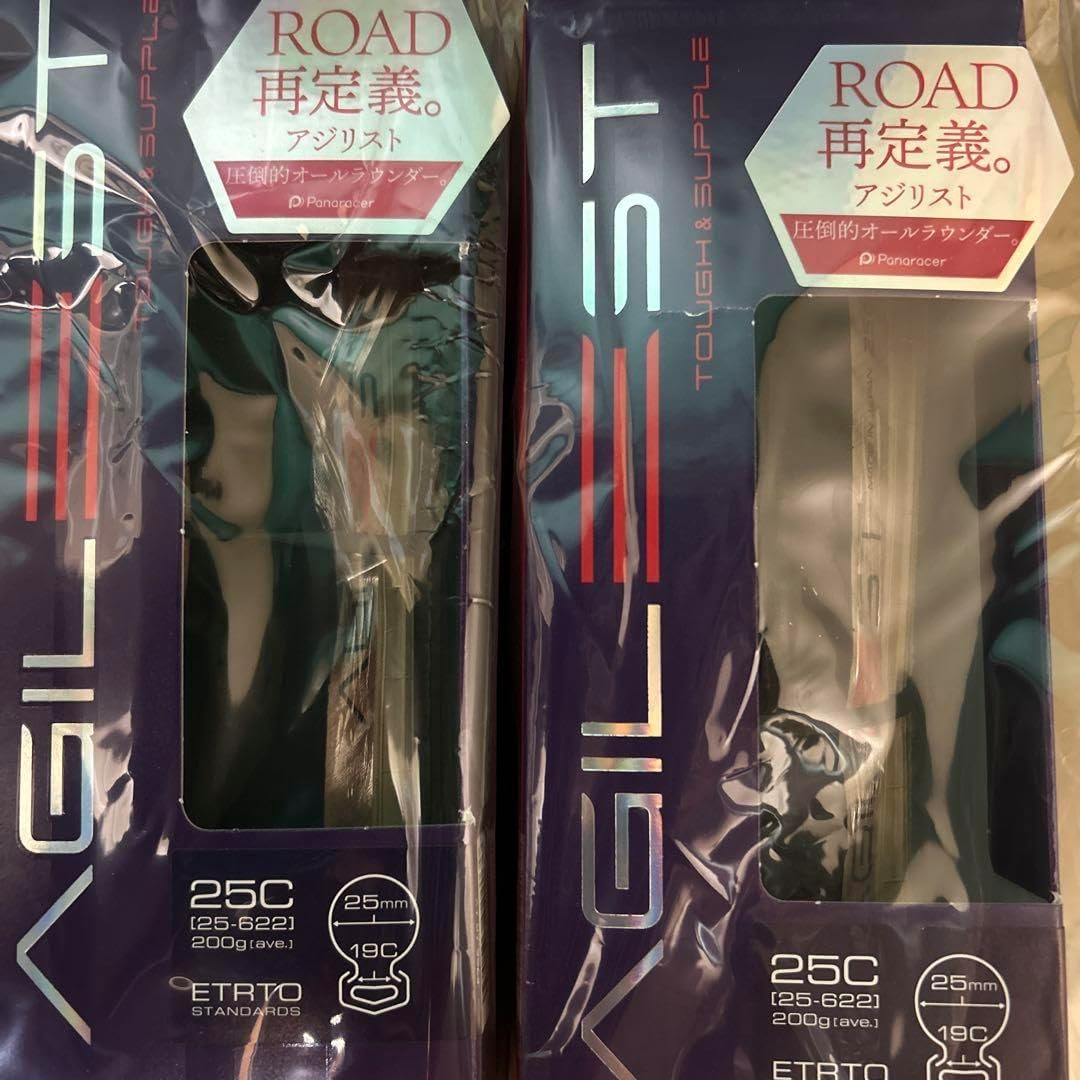 ROAD
再定義。
アジリスト
圧倒的オールラウンダー。
Panaracer
AGILEST
TOUGH & SUPPLE
25C
[25-622]
200g[ave.]
ETRTO
STANDARDS
25mm
19C
ROAD
再定義。
アジリスト
圧倒的オールラウンダー。
Panaracer
AGILEST
TOUGH & SUPPLE
25C
[25-622]
200g[ave.]
ETRTO
25mm
19C